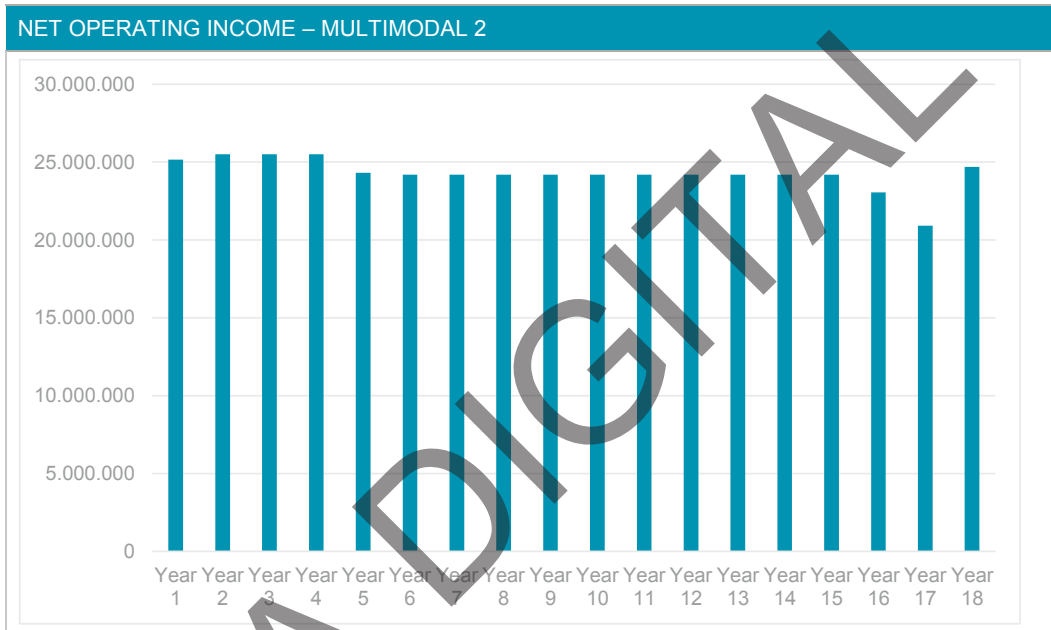 NET OPERATING INCOME – MULTIMODAL 2
30.000.000
25.000.000
20.000.000
15.000.000
10.000.000
5.000.000
0
Year Year Year Year Year Year Year Year Year Year Year Year Year Year Year Year Year Year
1 2 3 4 5 6 7 8 9 10 11 12 13 14 15 16 17 18
A DIGITAL